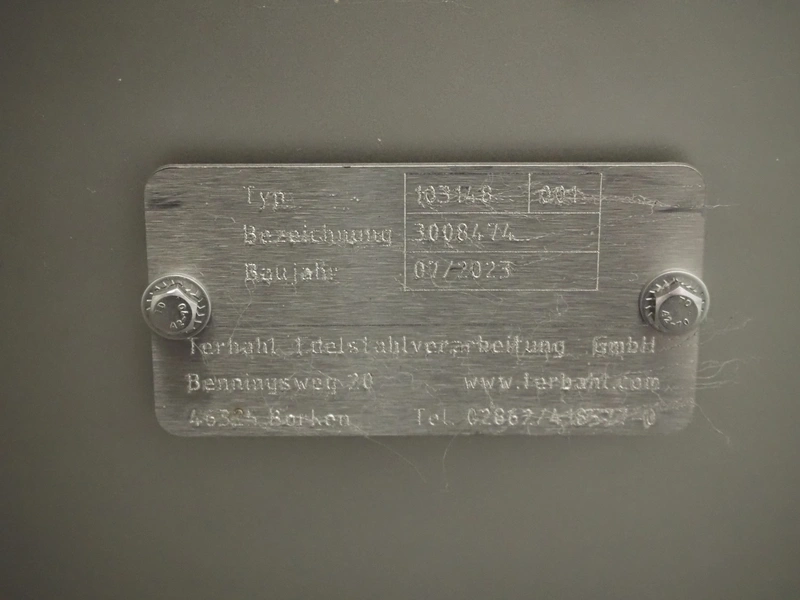 Typ 103148 001
Bezeichnung 3008474
Baujahr 07/2023
Terbahl Edelstahlverarbeitung GmbH
Benningsweg 20 www.terbahl.com
46325 Borken Tel. 02862/418527-0